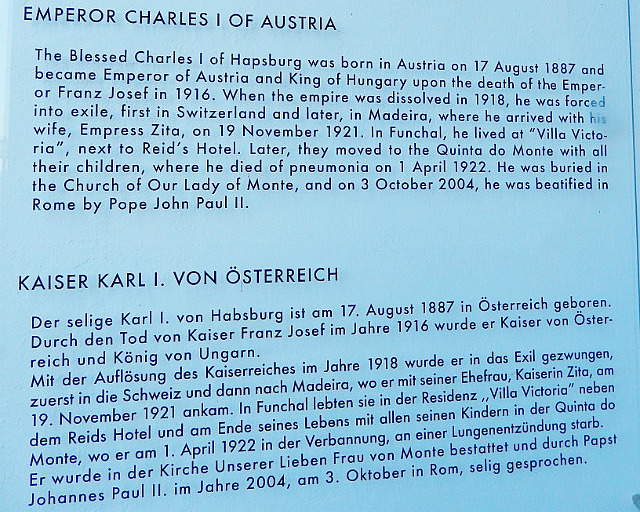 EMPEROR CHARLES I OF AUSTRIA
The Blessed Charles I of Hapsburg was born in Austria on 17 August 1887 and
became Emperor of Austria and King of Hungary upon the death of the Emper-
or Franz Josef in 1916. When the empire was dissolved in 1918, he was forced
into exile, first in Switzerland and later, in Madeira, where he arrived with his
wife, Empress Zita, on 19 November 1921. In Funchal, he lived at “Villa Victo-
ria”, next to Reid’s Hotel. Later, they moved to the Quinta do Monte with all
their children, where he died of pneumonia on 1 April 1922. He was buried in
the Church of Our Lady of Monte, and on 3 October 2004, he was beatified in
Rome by Pope John Paul II.
KAISER KARL I. VON ÖSTERREICH
Der selige Karl I. von Habsburg ist am 17. August 1887 in Österreich geboren.
Durch den Tod von Kaiser Franz Josef im Jahre 1916 wurde er Kaiser von Öster-
reich und König von Ungarn.
Mit der Auflösung des Kaiserreiches im Jahre 1918 wurde er in das Exil gezwungen,
zuerst in die Schweiz und dann nach Madeira, wo er mit seiner Ehefrau, Kaiserin Zita, am
19. November 1921 ankam. In Funchal lebten sie in der Residenz ,,Villa Victoria” neben
dem Reids Hotel und am Ende seines Lebens mit allen seinen Kindern in der Quinta do
Monte, wo er am 1. April 1922 in der Verbannung, an einer Lungenentzündung starb.
Er wurde in der Kirche Unserer Lieben Frau von Monte bestattet und durch Papst
Johannes Paul II. im Jahre 2004, am 3. Oktober in Rom, selig gesprochen.